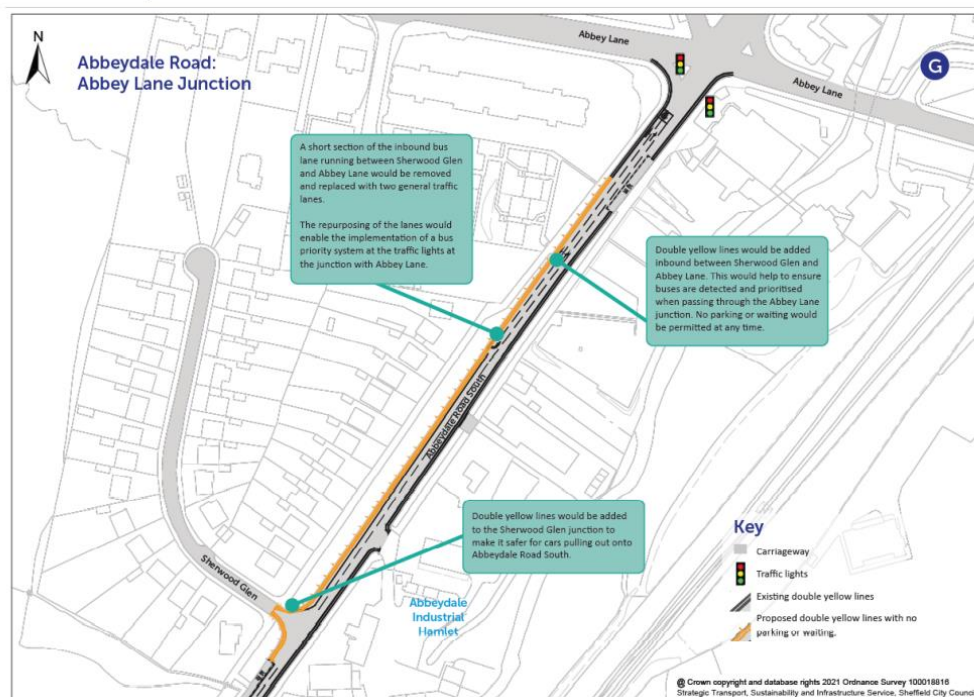 N
Abbeydale Road:
Abbey Lane Junction
Abbey Lane
Abbey Lane
G
A short section of the inbound bus
lane running between Sherwood Glen
and Abbey Lane would be removed
and replaced with two general traffic
lanes.
The repurposing of the lanes would
enable the implementation of a bus
priority system at the traffic lights at
the junction with Abbey Lane.
Double yellow lines would be added
inbound between Sherwood Glen and
Abbey Lane. This would help to ensure
buses are detected and prioritised
when passing through the Abbey Lane
junction. No parking or waiting would
be permitted at any time.
Abbeydale Road South
Double yellow lines would be added
to the Sherwood Glen junction to
make it safer for cars pulling out onto
Abbeydale Road South.
Sherwood Glen
Abbeydale
Industrial
Hamlet
Key
Carriageway
Traffic lights
Existing double yellow lines
Proposed double yellow lines with no
parking or waiting.
@ Crown copyright and database rights 2021 Ordnance Survey 100018816
Strategic Transport, Sustainability and Infrastructure Service, Sheffield City Council